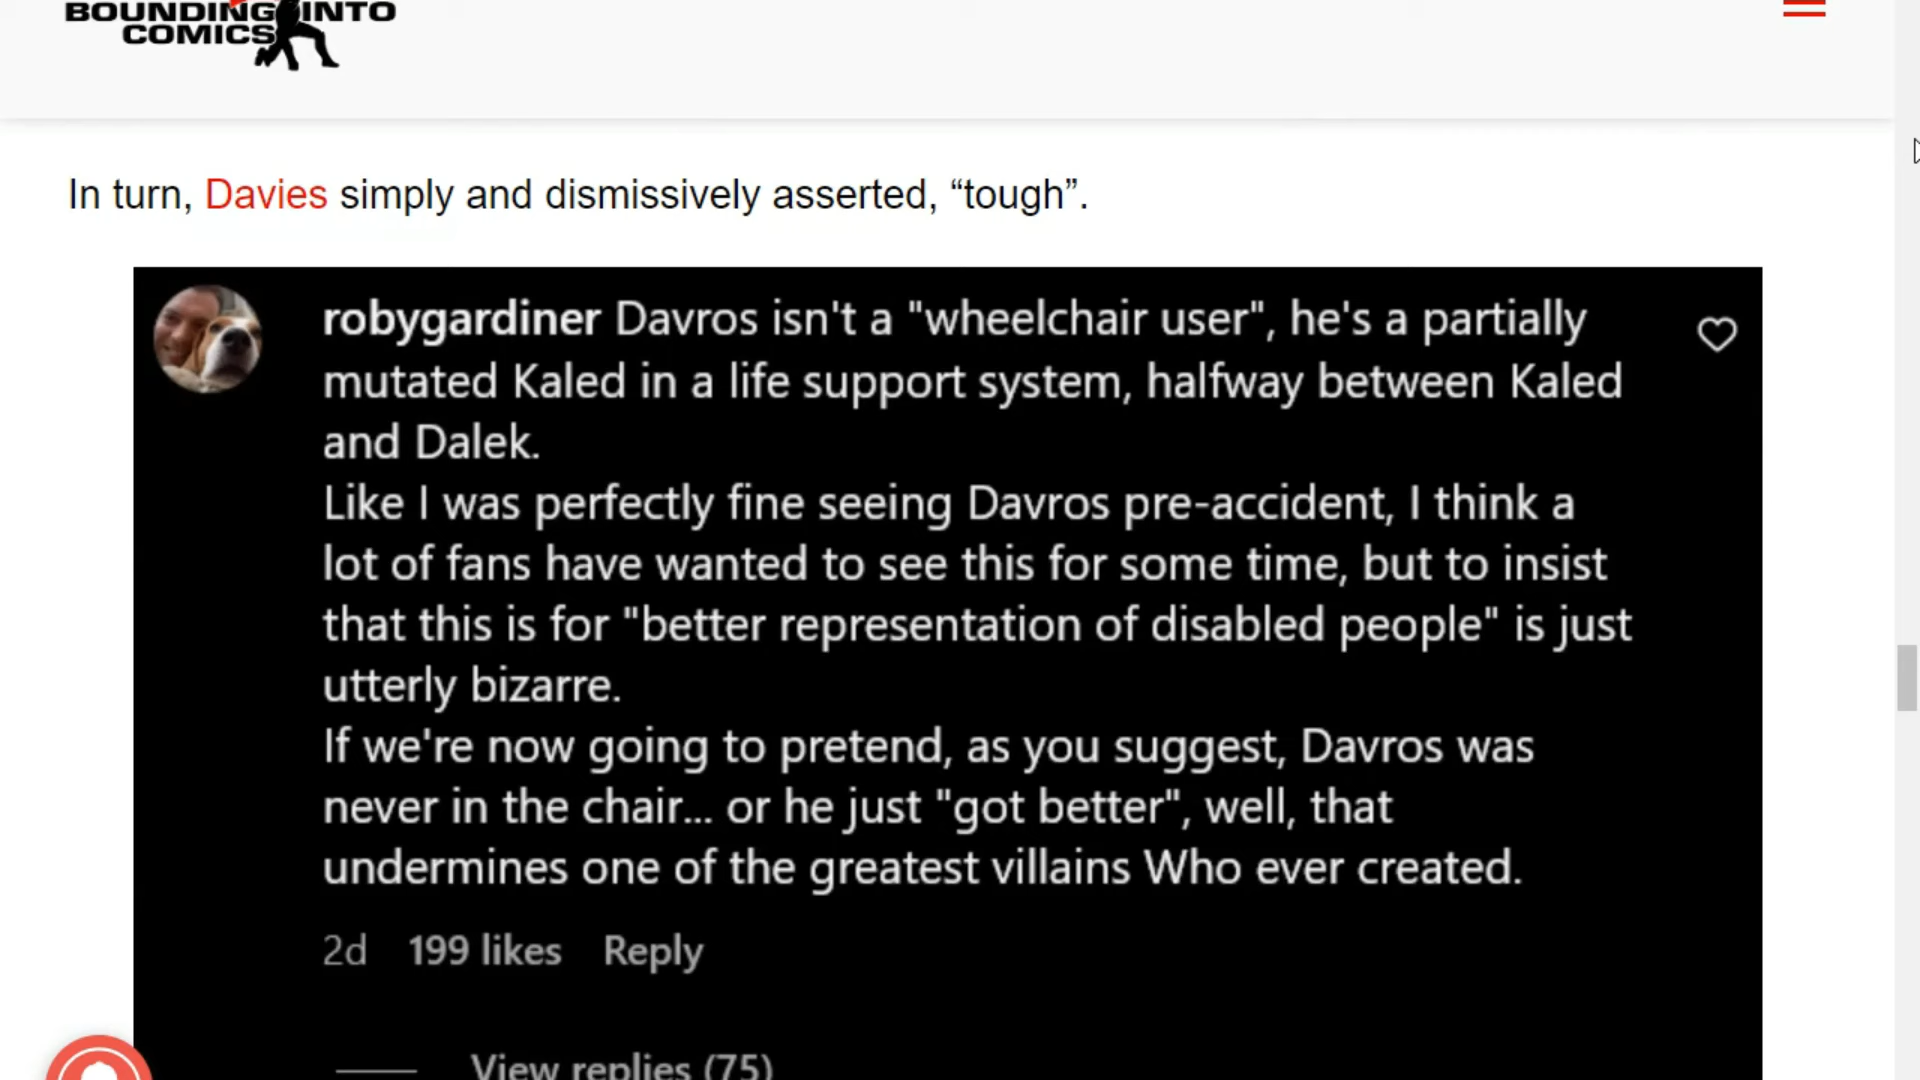 BOUNDING INTO
COMICS
In turn, Davies simply and dismissively asserted, “tough”.
robygardiner Davros isn't a "wheelchair user", he's a partially
mutated Kaled in a life support system, halfway between Kaled
and Dalek.
Like I was perfectly fine seeing Davros pre-accident, I think a
lot of fans have wanted to see this for some time, but to insist
that this is for "better representation of disabled people" is just
utterly bizarre.
If we're now going to pretend, as you suggest, Davros was
never in the chair... or he just "got better", well, that
undermines one of the greatest villains Who ever created.
2d 199 likes Reply
View replies (75)